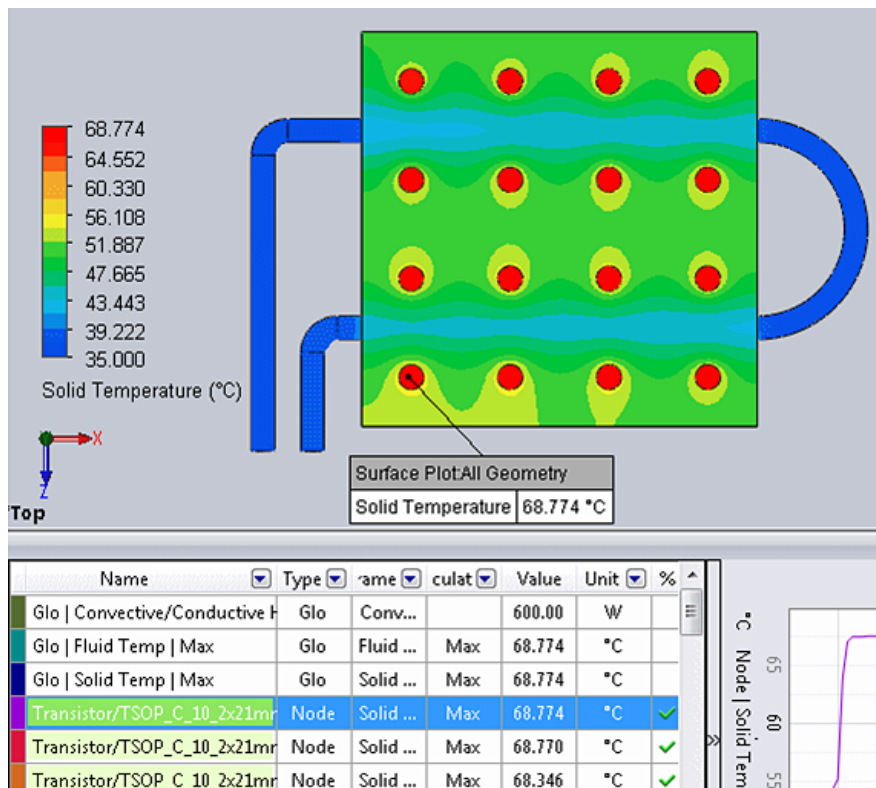 68.774
64.552
60.330
56.108
51.887
47.665
43.443
39.222
35.000
Solid Temperature (°C)
X
Z
Top
Surface Plot:All Geometry
Solid Temperature 68.774 °C
Name Type ame culat Value Unit %
Glo | Convective/Conductive H Glo Conv... 600.00 W
Glo | Fluid Temp | Max Glo Fluid ... Max 68.774 °C
Glo | Solid Temp | Max Glo Solid ... Max 68.774 °C
Transistor/TSOP_C_10_2x21mm Node Solid ... Max 68.774 °C
Transistor/TSOP_C_10_2x21mm Node Solid ... Max 68.770 °C
Transistor/TSOP_C_10_2x21mm Node Solid ... Max 68.346 °C
°C Node | Solid Tem
65
60
55